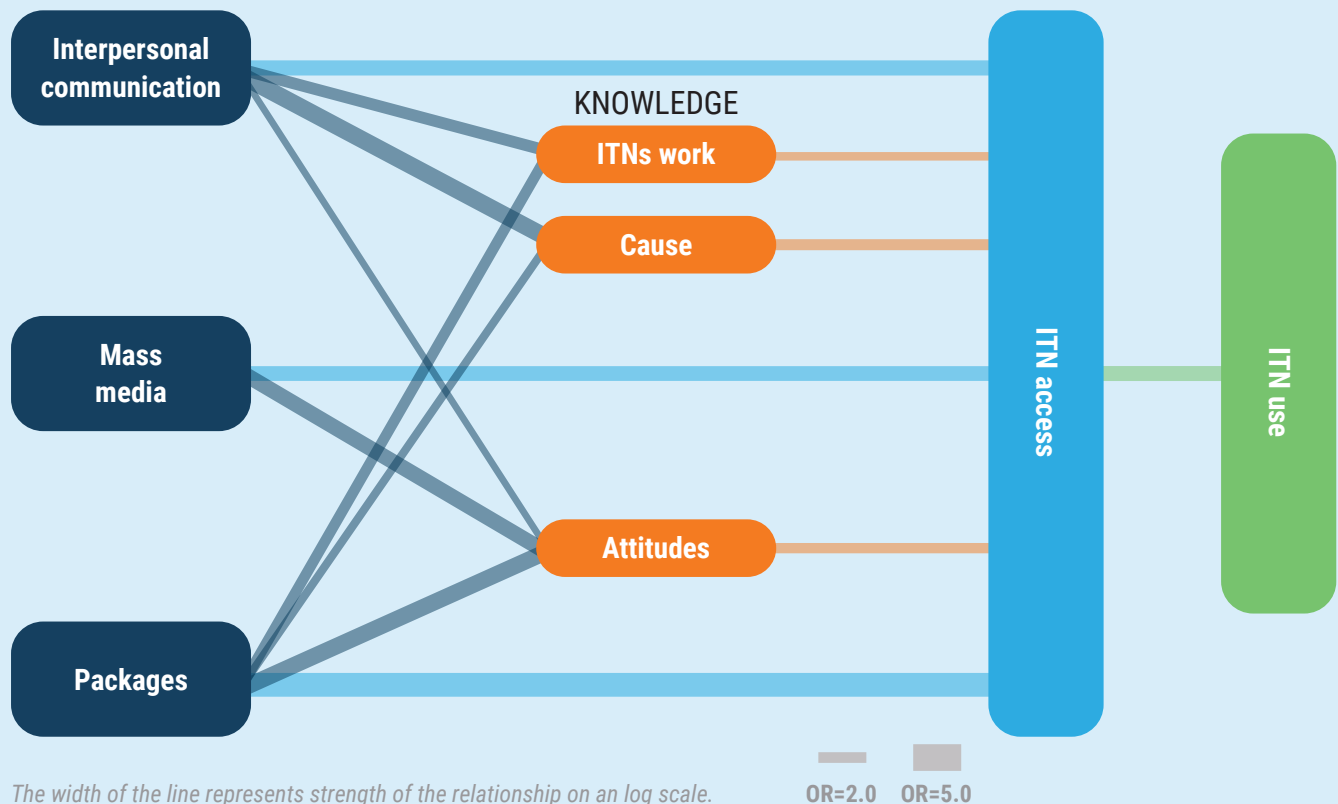 Interpersonal
communication
KNOWLEDGE
ITNs work
Cause
Mass
media
Attitudes
Packages
ITN access
ITN use
OR=2.0
OR=5.0
The width of the line represents strength of the relationship on an log scale.